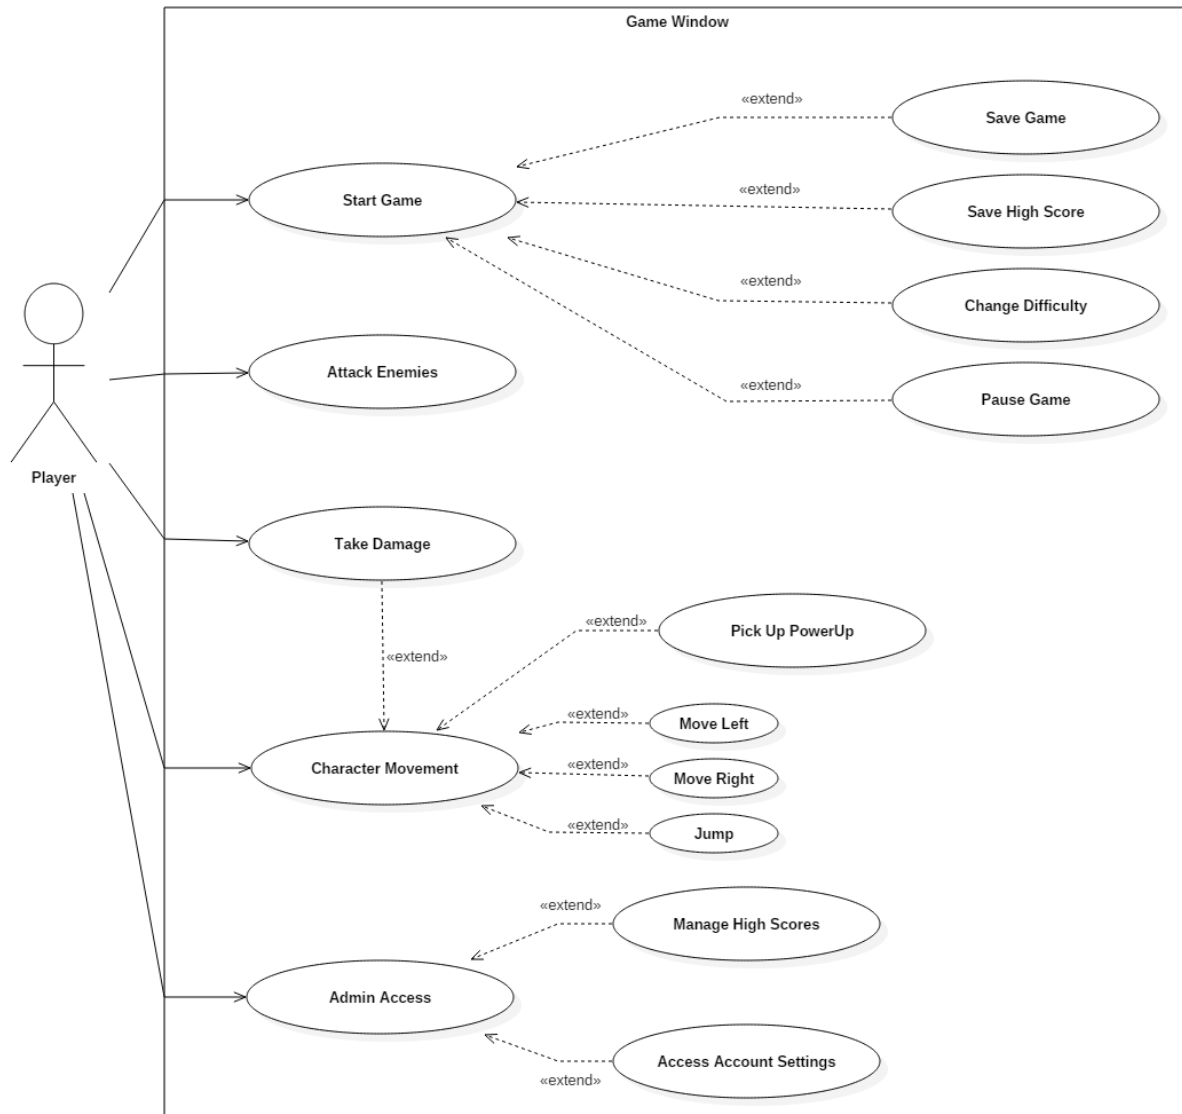 Game Window
«extend»
Save Game
Start Game
«extend»
Save High Score
«extend»
Change Difficulty
Attack Enemies
«extend»
Pause Game
Player
Take Damage
«extend»
Pick Up PowerUp
«extend»
Character Movement
«extend»
Move Left
«extend»
Move Right
«extend»
Jump
«extend»
Manage High Scores
Admin Access
Access Account Settings
«extend»